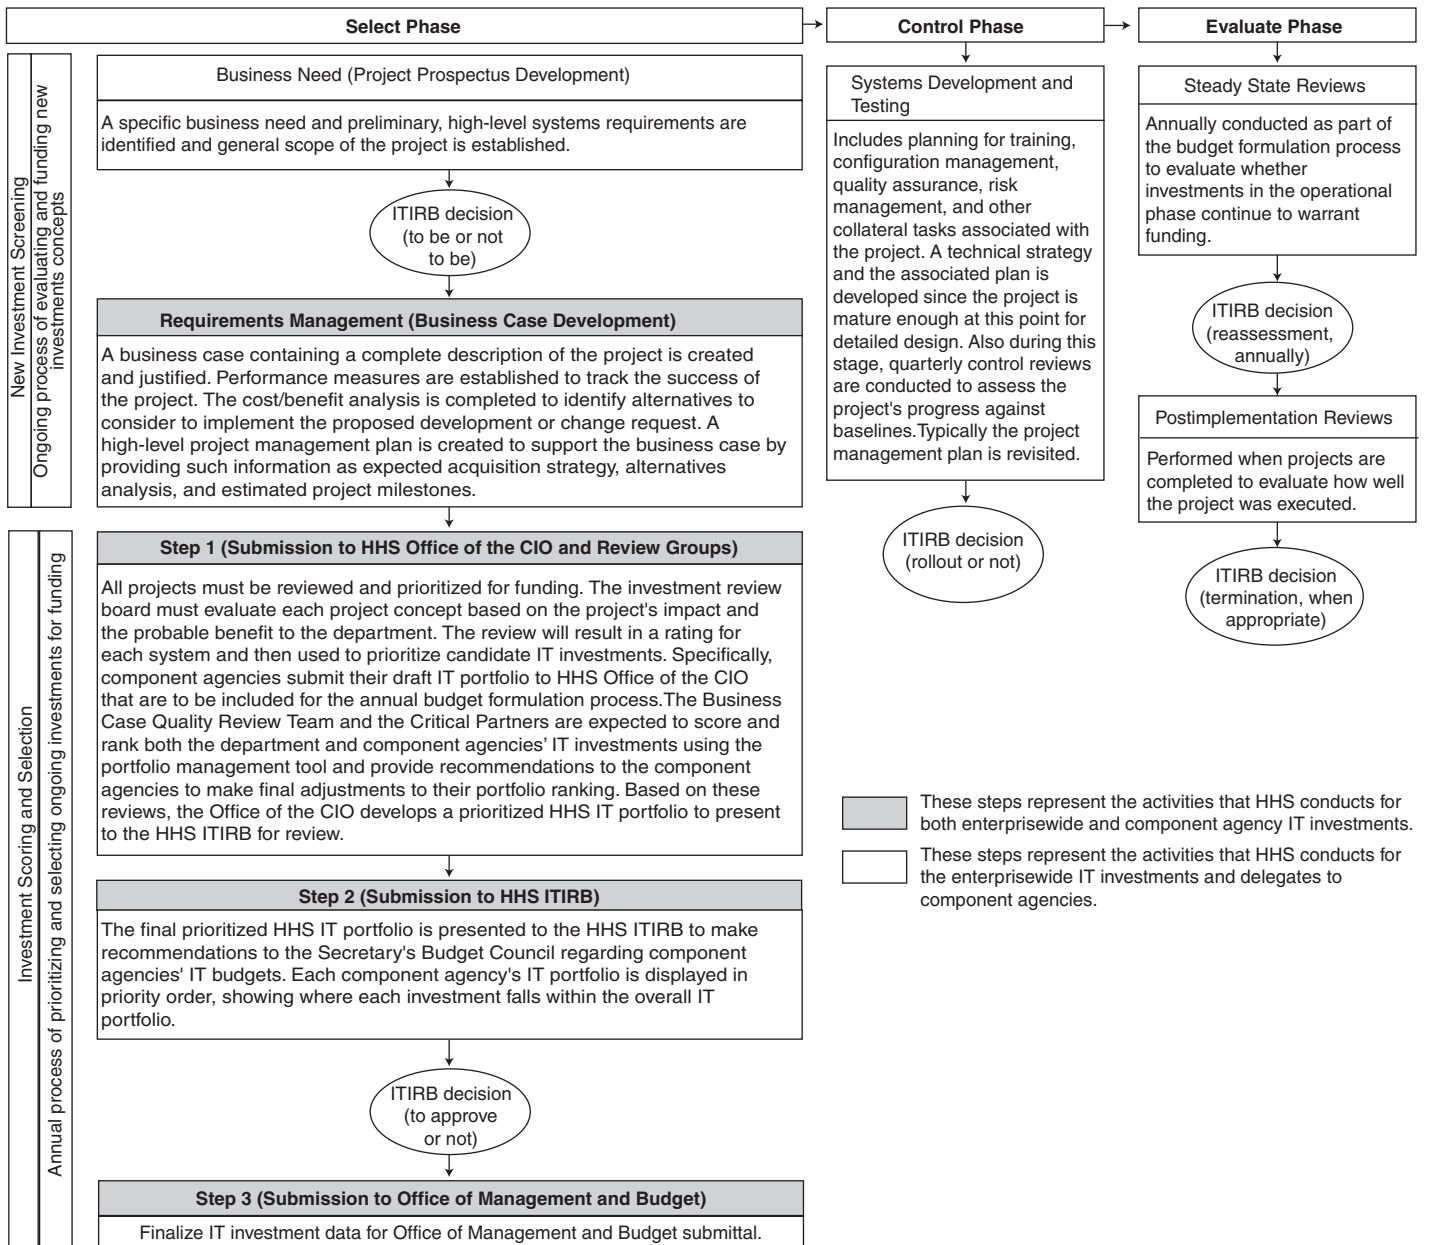 Select Phase
Control Phase
Evaluate Phase
New Investment Screening
Ongoing process of evaluating and funding new
investments concepts
Business Need (Project Prospectus Development)
A specific business need and preliminary, high-level systems requirements are
identified and general scope of the project is established.
ITIRB decision
(to be or not
to be)
Requirements Management (Business Case Development)
A business case containing a complete description of the project is created
and justified. Performance measures are established to track the success of
the project. The cost/benefit analysis is completed to identify alternatives to
consider to implement the proposed development or change request. A
high-level project management plan is created to support the business case by
providing such information as expected acquisition strategy, alternatives
analysis, and estimated project milestones.
Investment Scoring and Selection
Annual process of prioritizing and selecting ongoing investments for funding
Step 1 (Submission to HHS Office of the CIO and Review Groups)
All projects must be reviewed and prioritized for funding. The investment review
board must evaluate each project concept based on the project's impact and
the probable benefit to the department. The review will result in a rating for
each system and then used to prioritize candidate IT investments. Specifically,
component agencies submit their draft IT portfolio to HHS Office of the CIO
that are to be included for the annual budget formulation process.The Business
Case Quality Review Team and the Critical Partners are expected to score and
rank both the department and component agencies' IT investments using the
portfolio management tool and provide recommendations to the component
agencies to make final adjustments to their portfolio ranking. Based on these
reviews, the Office of the CIO develops a prioritized HHS IT portfolio to present
to the HHS ITIRB for review.
Step 2 (Submission to HHS ITIRB)
The final prioritized HHS IT portfolio is presented to the HHS ITIRB to make
recommendations to the Secretary's Budget Council regarding component
agencies' IT budgets. Each component agency's IT portfolio is displayed in
priority order, showing where each investment falls within the overall IT
portfolio.
ITIRB decision
(to approve
or not)
Step 3 (Submission to Office of Management and Budget)
Finalize IT investment data for Office of Management and Budget submittal.
Systems Development and
Testing
Includes planning for training,
configuration management,
quality assurance, risk
management, and other
collateral tasks associated with
the project. A technical strategy
and the associated plan is
developed since the project is
mature enough at this point for
detailed design. Also during this
stage, quarterly control reviews
are conducted to assess the
project's progress against
baselines.Typically the project
management plan is revisited.
ITIRB decision
(rollout or not)
Steady State Reviews
Annually conducted as part of
the budget formulation process
to evaluate whether
investments in the operational
phase continue to warrant
funding.
ITIRB decision
(reassessment,
annually)
Postimplementation Reviews
Performed when projects are
completed to evaluate how well
the project was executed.
ITIRB decision
(termination, when
appropriate)
These steps represent the activities that HHS conducts for
both enterprisewide and component agency IT investments.
These steps represent the activities that HHS conducts for
the enterprisewide IT investments and delegates to
component agencies.